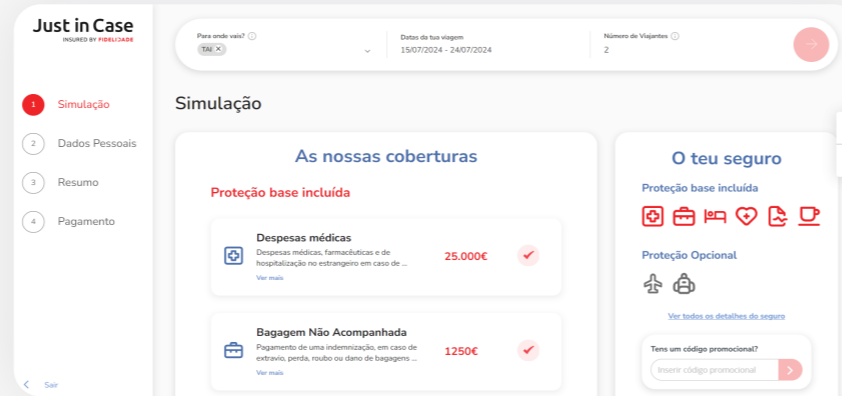 Just in Case
INSURED BY FIDELIDADE
Para onde vais?
TAI
Datas da tua viagem
15/07/2024 - 24/07/2024
Número de Viajantes
2
1 Simulação
2 Dados Pessoais
3 Resumo
4 Pagamento
Sair
Simulação
As nossas coberturas
Proteção base incluída
Despesas médicas
Despesas médicas, farmacêuticas e de
hospitalização no estrangeiro em caso de ...
Ver mais
25.000€
Bagagem Não Acompanhada
Pagamento de uma indemnização, em caso de
extravio, perda, roubo ou dano de bagagens ...
Ver mais
1250€
O teu seguro
Proteção base incluída
Proteção Opcional
Ver todos os detalhes do seguro
Tens um código promocional?
Inserir código promocional